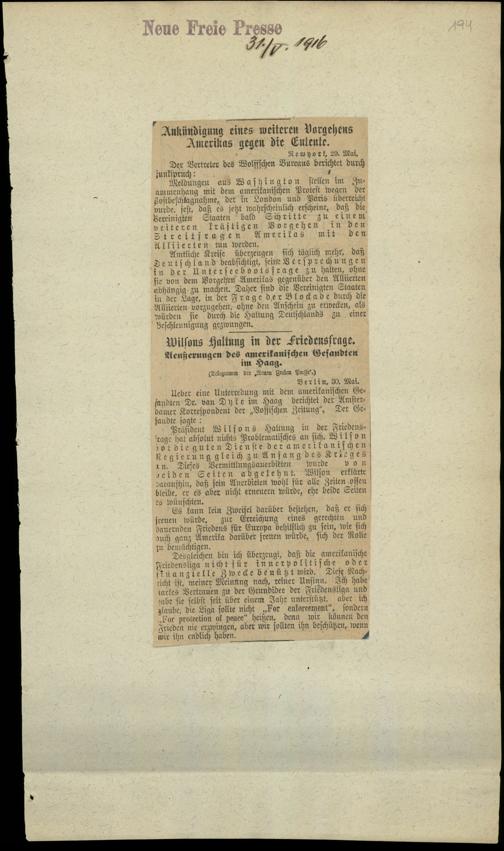 Neue Freie Presse
31./V. 1916
194
Ankündigung eines weiteren Vorgehens
Amerikas gegen die Entente.
Newyork, 29. Mai.
Der Vertreter des Wolffschen Bureaus berichtet durch
Funkspruch:
Meldungen aus Washington stellen im Zu-
ammenhang mit dem amerikanischen Protest wegen der
Postbeschlagnahme, der in London und Paris überreicht
wurde, fest, daß es jetzt wahrscheinlich erscheine, daß die
Vereinigten Staaten bald Schritte zu einem
weiteren kräftigen Vorgehen in den
Streitfragen Amerikas mit den
Alliierten tun werden.
Amtliche Kreise überzeugen sich täglich mehr, daß
Deutschland beabsichtigt, seine Versprechungen
in der Unterseebootsfrage zu halten, ohne
sie von dem Vorgehen Amerikas gegenüber den Alliierten
abhängig zu machen. Daher sind die Vereinigten Staaten
in der Lage, in der Frage der Blockade durch die
Alliierten vorzugehen, ohne den Anschein zu erwecken, als
würden sie durch die Haltung Deutschlands zu einer
Beschleunigung gezwungen.
Wilsons Haltung in der Friedensfrage.
Aeußerungen des amerikanischen Gesandten
im Haag.
(Telegramm der „Neuen Freien Presse“.)
Berlin, 30. Mai.
Ueber eine Unterredung mit dem amerikanischen Ge-
sandten Dr. van Dyke im Haag berichtet der Amster-
damer Korrespondent der „Vossischen Zeitung“. Der Ge-
sandte sagte:
Präsident Wilsons Haltung in der Friedens-
frage hat absolut nichts Problematisches an sich. Wilson
bot die guten Dienste der amerikanischen
Regierung gleich zu Anfang des Krieges
an. Dieses Vermittlungsanerbieten wurde von
beiden Seiten abgelehnt. Wilson erklärte
daraufhin, daß sein Anerbieten wohl für alle Zeiten offen
bleibe, er es aber nicht erneuern würde, ehe beide Seiten
es wünschten.
Es kann kein Zweifel darüber bestehen, daß er sich
freuen würde, zur Erreichung eines gerechten und
dauernden Friedens für Europa behilflich zu sein, wie sich
auch ganz Amerika darüber freuen würde, sich der Rolle
zu bemächtigen.
Desgleichen bin ich überzeugt, daß die amerikanische
Friedensliga nicht für innerpolitische oder
finanzielle Zwecke benützt wird. Diese Nach-
richt ist, meiner Meinung nach, reiner Unsinn. Ich habe
starkes Vertrauen zu der Grundidee der Friedensliga und
habe sie selbst seit über einem Jahr unterstützt, aber ich
glaube, die Liga sollte nicht „For enforcement“, sondern
„For protection of peace“ heißen, denn wir können den
Frieden nie erzwingen, aber wir sollten ihn beschützen, wenn
wir ihn endlich haben.